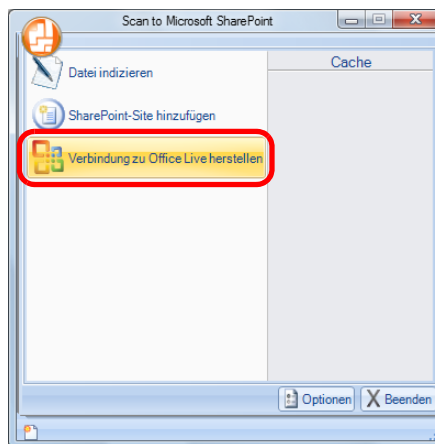 Scan to Microsoft SharePoint
Datei indizieren
SharePoint-Site hinzufügen
Verbindung zu Office Live herstellen
Cache
Optionen
Beenden